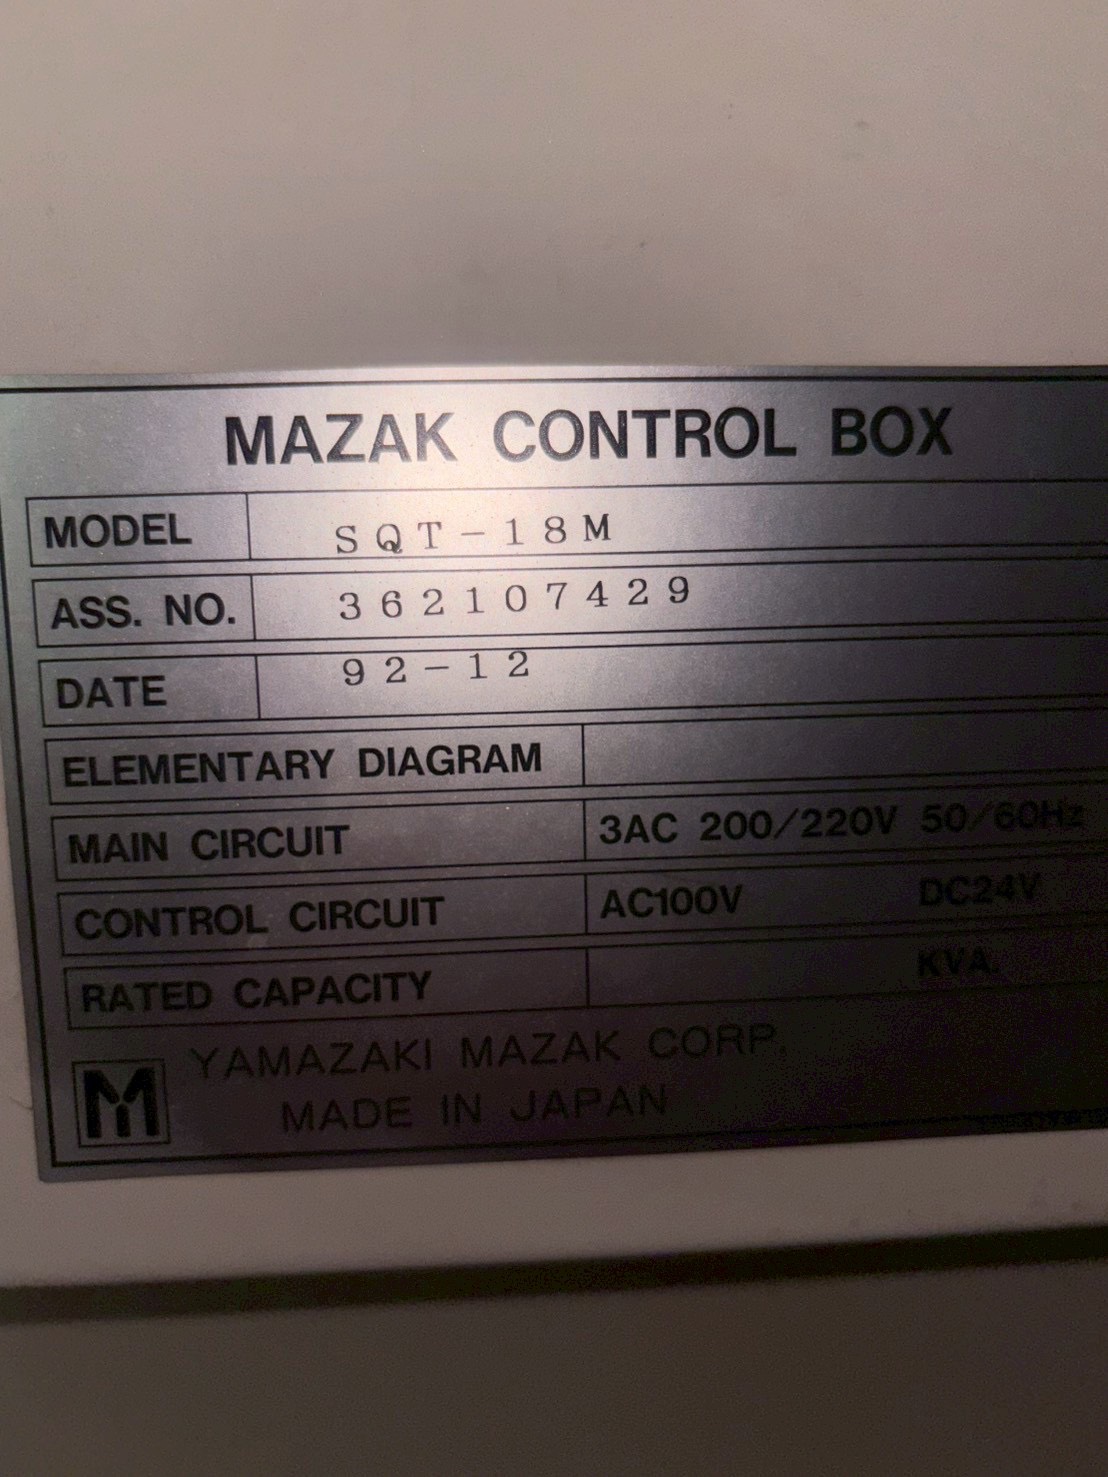 MAZAK CONTROL BOX
MODEL SQT-18M
ASS. NO. 362107429
DATE 92-12
ELEMENTARY DIAGRAM
MAIN CIRCUIT 3AC 200/220V 50/60Hz
CONTROL CIRCUIT AC100V DC24V
RATED CAPACITY KVA.
M YAMAZAKI MAZAK CORP.
MADE IN JAPAN